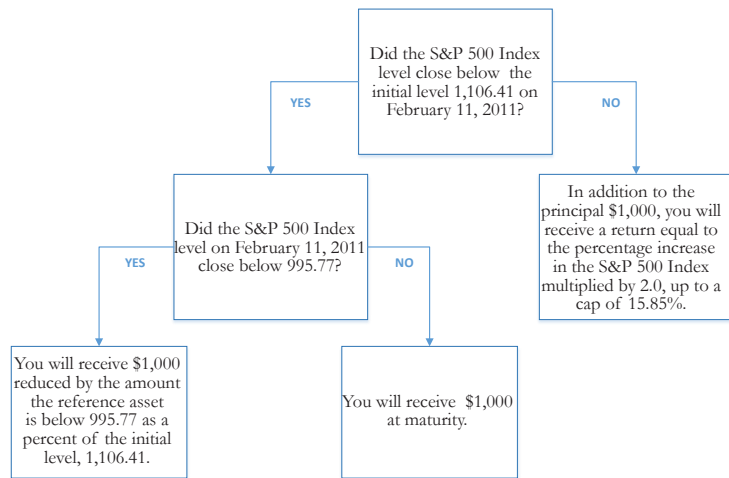 Did the S&P 500 Index
level close below the
initial level 1,106.41 on
February 11, 2011?
YES
NO
Did the S&P 500 Index
level on February 11, 2011
close below 995.77?
In addition to the
principal $1,000, you will
receive a return equal to
the percentage increase
in the S&P 500 Index
multiplied by 2.0, up to a
cap of 15.85%.
YES
NO
You will receive $1,000
reduced by the amount
the reference asset
is below 995.77 as a
percent of the initial
level, 1,106.41.
You will receive $1,000
at maturity.